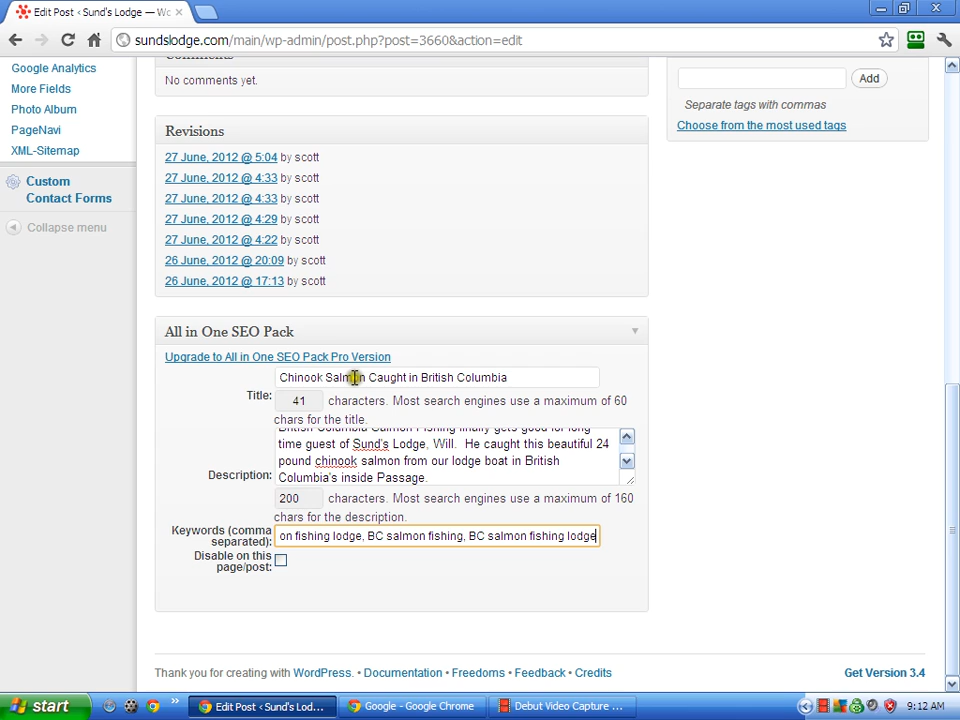 Edit Post ‹ Sund's Lodge — Wo
sundslodge.com/main/wp-admin/post.php?post=3660&action=edit
Google Analytics
More Fields
Photo Album
PageNavi
XML-Sitemap
Custom
Contact Forms
Collapse menu
Comments
No comments yet.
Add
Separate tags with commas
Choose from the most used tags
Revisions
27 June, 2012 @ 5:04 by scott
27 June, 2012 @ 4:33 by scott
27 June, 2012 @ 4:33 by scott
27 June, 2012 @ 4:29 by scott
27 June, 2012 @ 4:22 by scott
26 June, 2012 @ 20:09 by scott
26 June, 2012 @ 17:13 by scott
All in One SEO Pack
Upgrade to All in One SEO Pack Pro Version
Chinook Salmon Caught in British Columbia
Title:
41 characters. Most search engines use a maximum of 60
chars for the title.
British Columbia Salmon Fishing finally gets good for long
time guest of Sund's Lodge, Will. He caught this beautiful 24
pound chinook salmon from our lodge boat in British
Columbia's inside Passage.
Description:
200 characters. Most search engines use a maximum of 160
chars for the description.
Keywords (comma
separated):
on fishing lodge, BC salmon fishing, BC salmon fishing lodge
Disable on this
page/post:
Thank you for creating with WordPress. • Documentation • Freedoms • Feedback • Credits
Get Version 3.4
start
Edit Post ‹ Sund's Lod...
Google - Google Chrome
Debut Video Capture ...
9:12 AM